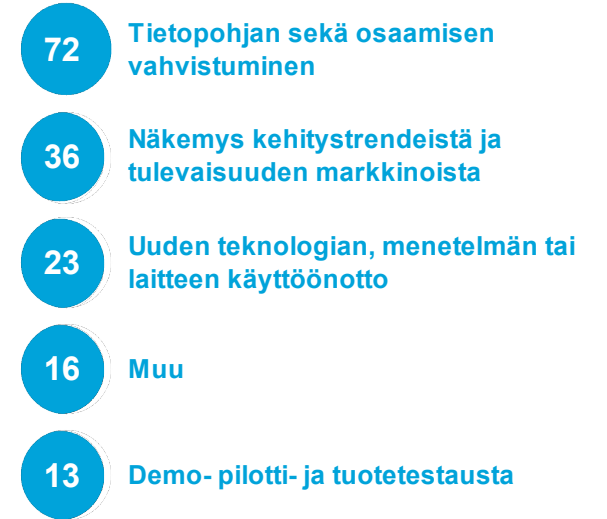 72
Tietopohjan sekä osaamisen
vahvistuminen
36
Näkemys kehitystrendeistä ja
tulevaisuuden markkinoista
23
Uuden teknologian, menetelmän tai
laitteen käyttöönotto
16
Muu
13
Demo- pilotti- ja tuotetestausta